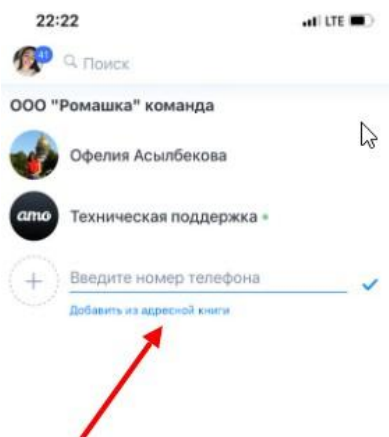 22:22 LTE
41
Поиск
ООО "Ромашка" команда
Офелия Асылбекова
amo Техническая поддержка
Введите номер телефона
Добавить из адресной книги